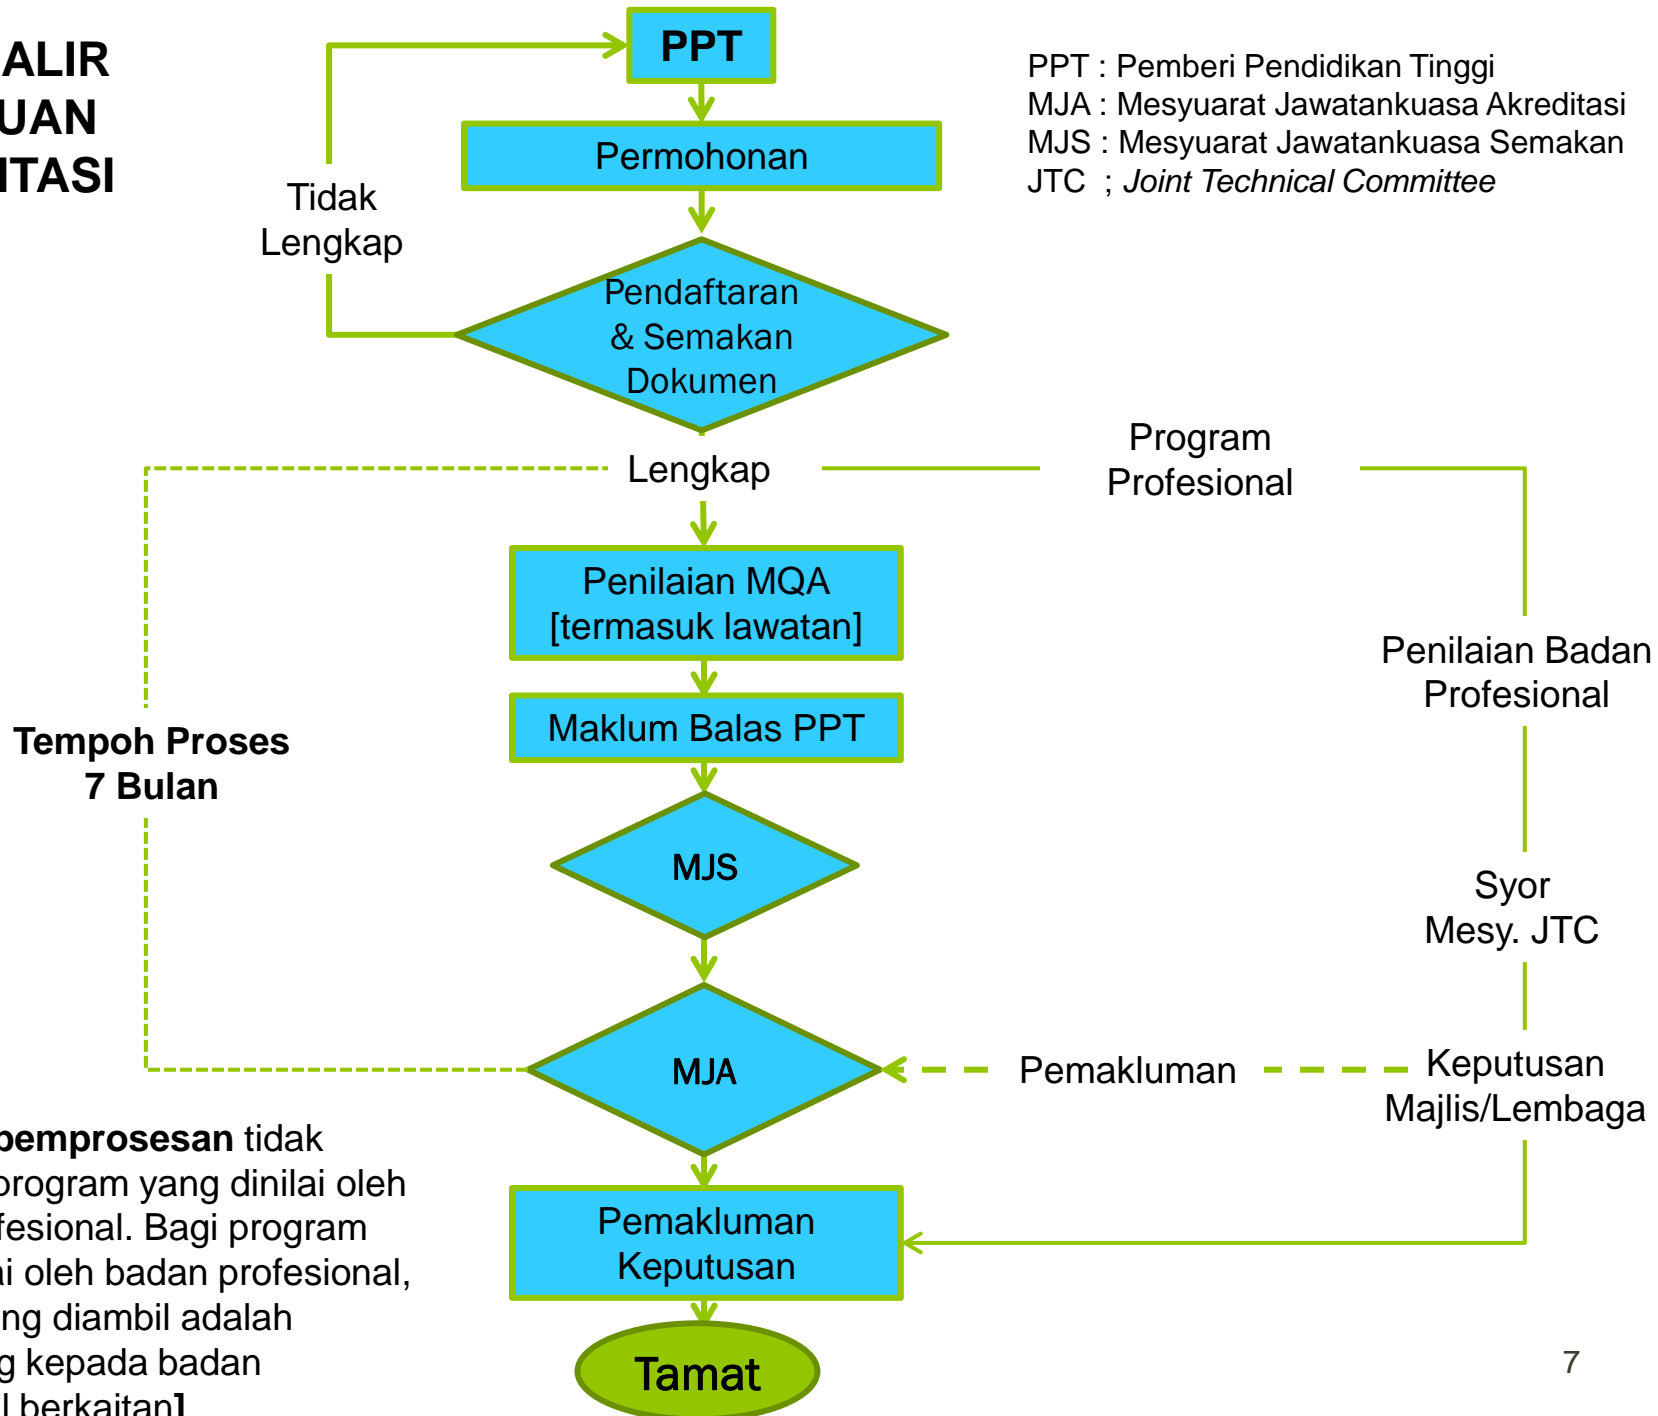 ALIR
UAN
ITASI
PPT
PPT : Pemberi Pendidikan Tinggi
MJA : Mesyuarat Jawatankuasa Akreditasi
MJS : Mesyuarat Jawatankuasa Semakan
JTC ; Joint Technical Committee
Permohonan
Tidak
Lengkap
Pendaftaran
& Semakan
Dokumen
Lengkap
Program
Profesional
Penilaian MQA
[termasuk lawatan]
Penilaian Badan
Profesional
Maklum Balas PPT
Tempoh Proses
7 Bulan
MJS
Syor
Mesy. JTC
MJA
Pemakluman
Keputusan
Majlis/Lembaga
pemprosesan tidak
program yang dinilai oleh
fesional. Bagi program
ai oleh badan profesional,
ng diambil adalah
g kepada badan
l berkaitan]
Pemakluman
Keputusan
Tamat
7